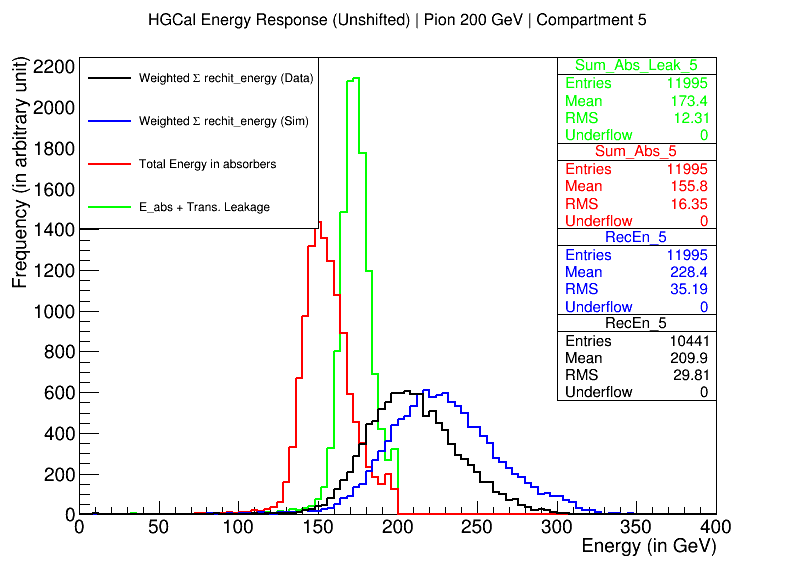 HGCal Energy Response (Unshifted) | Pion 200 GeV | Compartment 5
Frequency (in arbitrary unit)
2200
2000
1800
1600
1400
1200
1000
800
600
400
200
0
Weighted Σ rechit_energy (Data)
Weighted Σ rechit_energy (Sim)
Total Energy in absorbers
E_abs + Trans. Leakage
Sum_Abs_Leak_5
Entries 11995
Mean 173.4
RMS 12.31
Underflow 0
Sum_Abs_5
Entries 11995
Mean 155.8
RMS 16.35
Underflow 0
RecEn_5
Entries 11995
Mean 228.4
RMS 35.19
Underflow 0
RecEn_5
Entries 10441
Mean 209.9
RMS 29.81
Underflow 0
0 50 100 150 200 250 300 350 400
Energy (in GeV)